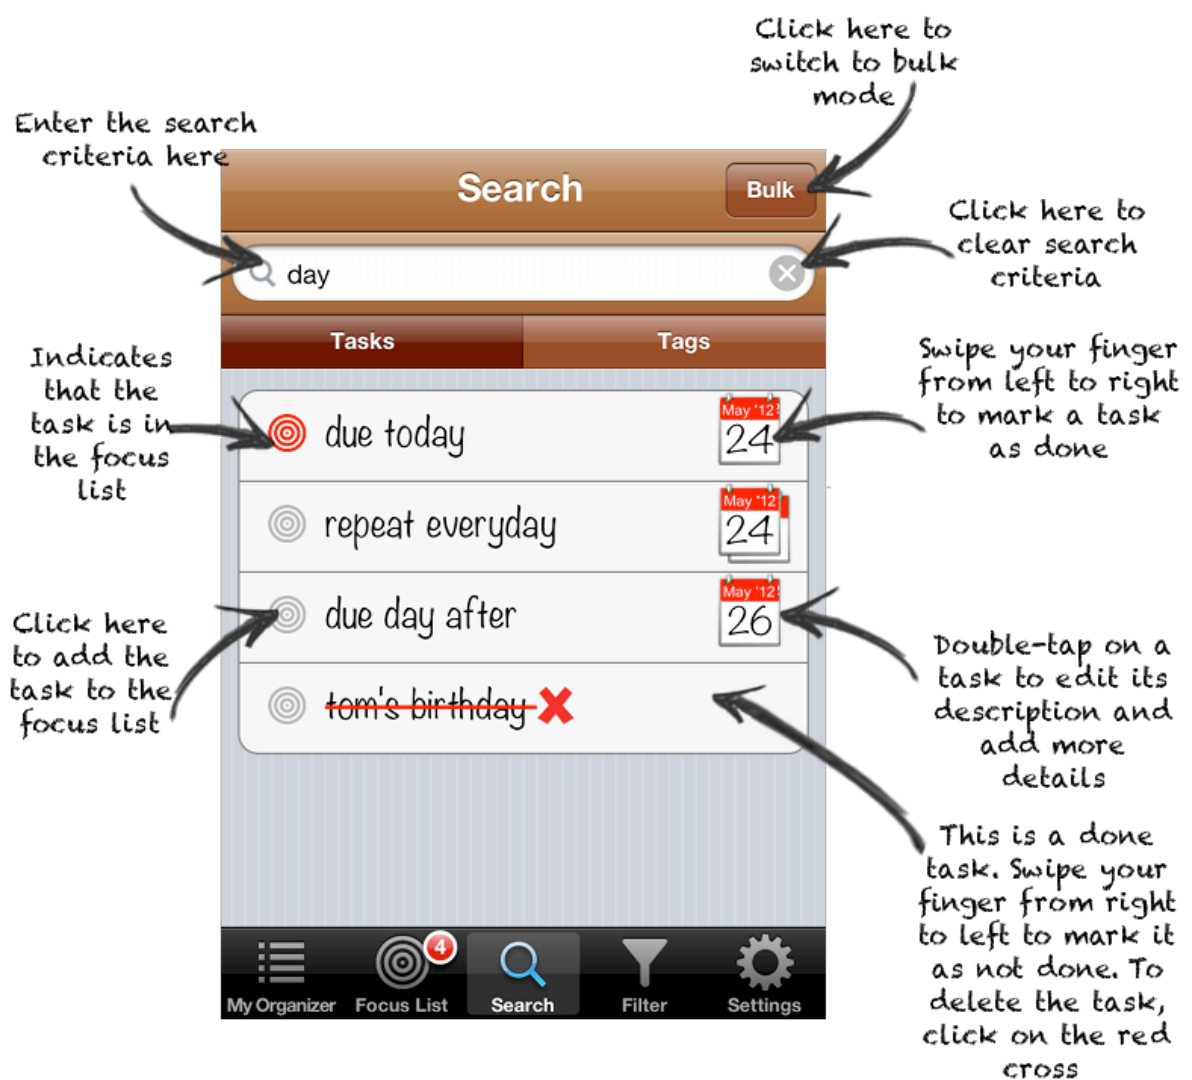 Click here to
switch to bulk
mode
Enter the search
criteria here
Search
Bulk
Click here to
clear search
criteria
day
Tasks
Tags
Indicates
that the
task is in
the focus
list
Swipe your finger
from left to right
to mark a task
as done
due today
May '12
24
repeat everyday
May '12
24
due day after
May '12
26
Click here
to add the
task to the
focus list
Double-tap on a
task to edit its
description and
add more
details
tom's birthday
This is a done
task. Swipe your
finger from right
to left to mark it
as not done. To
delete the task,
click on the red
cross
4
My Organizer
Focus List
Search
Filter
Settings